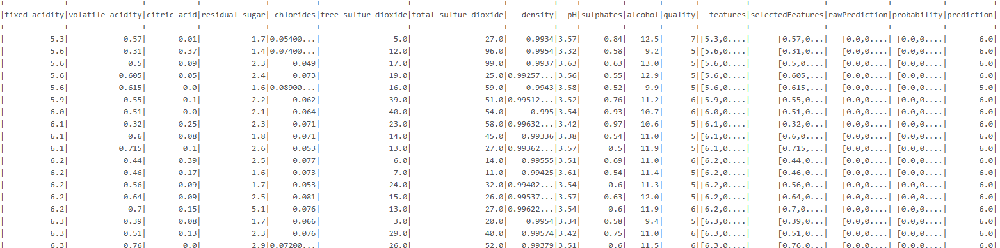 +-------------+----------------+-----------+--------------+----------+-------------------+--------------------+----------+----+---------+-------+-------+-----------+----------------+-------------+-----------+----------+
|fixed acidity|volatile acidity|citric acid|residual sugar| chlorides|free sulfur dioxide|total sulfur dioxide|   density|  pH|sulphates|alcohol|quality|   features|selectedFeatures|rawPrediction|probability|prediction|
+-------------+----------------+-----------+--------------+----------+-------------------+--------------------+----------+----+---------+-------+-------+-----------+----------------+-------------+-----------+----------+
|          5.3|            0.57|       0.01|           1.7|0.05400...|                5.0|                27.0|    0.9934|3.57|     0.84|   12.5|      7|[5.3,0....|      [0.57,0...|   [0.0,0....| [0.0,0....|       6.0|
|          5.6|            0.31|       0.37|           1.4|0.07400...|               12.0|                96.0|    0.9954|3.32|     0.58|    9.2|      5|[5.6,0....|      [0.31,0...|   [0.0,0....| [0.0,0....|       6.0|
|          5.6|             0.5|       0.09|           2.3|     0.049|               17.0|                99.0|    0.9937|3.63|     0.63|   13.0|      5|[5.6,0....|      [0.5,0....|   [0.0,0....| [0.0,0....|       6.0|
|          5.6|           0.605|       0.05|           2.4|     0.073|               19.0|                25.0|0.99257...|3.56|     0.55|   12.9|      5|[5.6,0....|      [0.605,...|   [0.0,0....| [0.0,0....|       6.0|
|          5.6|           0.615|        0.0|           1.6|0.08900...|               16.0|                59.0|    0.9943|3.58|     0.52|    9.9|      5|[5.6,0....|      [0.615,...|   [0.0,0....| [0.0,0....|       5.0|
|          5.9|            0.55|        0.1|           2.2|     0.062|               39.0|                51.0|0.99512...|3.52|     0.76|   11.2|      6|[5.9,0....|      [0.55,0...|   [0.0,0....| [0.0,0....|       6.0|
|          6.0|            0.51|        0.0|           2.1|     0.064|               40.0|                54.0|     0.995|3.54|     0.93|   10.7|      6|[6.0,0....|      [0.51,0...|   [0.0,0....| [0.0,0....|       6.0|
|          6.1|            0.32|       0.25|           2.3|     0.071|               23.0|                58.0|0.99632...|3.42|     0.97|   10.6|      5|[6.1,0....|      [0.32,0...|   [0.0,0....| [0.0,0....|       6.0|
|          6.1|             0.6|       0.08|           1.8|     0.071|               14.0|                45.0|   0.99336|3.38|     0.54|   11.0|      5|[6.1,0....|      [0.6,0....|   [0.0,0....| [0.0,0....|       6.0|
|          6.1|           0.715|        0.1|           2.6|     0.053|               13.0|                27.0|0.99362...|3.57|      0.5|   11.9|      5|[6.1,0....|      [0.715,...|   [0.0,0....| [0.0,0....|       6.0|
|          6.2|            0.44|       0.39|           2.5|     0.077|                6.0|                14.0|   0.99555|3.51|     0.69|   11.0|      6|[6.2,0....|      [0.44,0...|   [0.0,0....| [0.0,0....|       6.0|
|          6.2|            0.46|       0.17|           1.6|     0.073|                7.0|                11.0|   0.99425|3.61|     0.54|   11.4|      5|[6.2,0....|      [0.46,0...|   [0.0,0....| [0.0,0....|       6.0|
|          6.2|            0.56|       0.09|           1.7|     0.053|               24.0|                32.0|0.99402...|3.54|      0.6|   11.3|      5|[6.2,0....|      [0.56,0...|   [0.0,0....| [0.0,0....|       6.0|
|          6.2|            0.64|       0.09|           2.5|     0.081|               15.0|                26.0|0.99537...|3.57|     0.63|   12.0|      5|[6.2,0....|      [0.64,0...|   [0.0,0....| [0.0,0....|       6.0|
|          6.2|             0.7|       0.15|           5.1|     0.076|               13.0|                27.0|0.99622...|3.54|      0.6|   11.9|      6|[6.2,0....|      [0.7,0....|   [0.0,0....| [0.0,0....|       6.0|
|          6.3|            0.39|       0.08|           1.7|     0.066|                3.0|                20.0|    0.9954|3.34|     0.58|    9.4|      5|[6.3,0....|      [0.39,0...|   [0.0,0....| [0.0,0....|       6.0|
|          6.3|            0.51|       0.13|           2.3|     0.076|               29.0|                40.0|   0.99574|3.42|     0.75|   11.0|      6|[6.3,0....|      [0.51,0...|   [0.0,0....| [0.0,0....|       6.0|
|          6.3|            0.76|        0.0|           2.9|0.07200...|               26.0|                52.0|   0.99379|3.51|      0.6|   11.5|      6|[6.3,0....|      [0.76,0...|   [0.0,0....| [0.0,0....|       6.0|